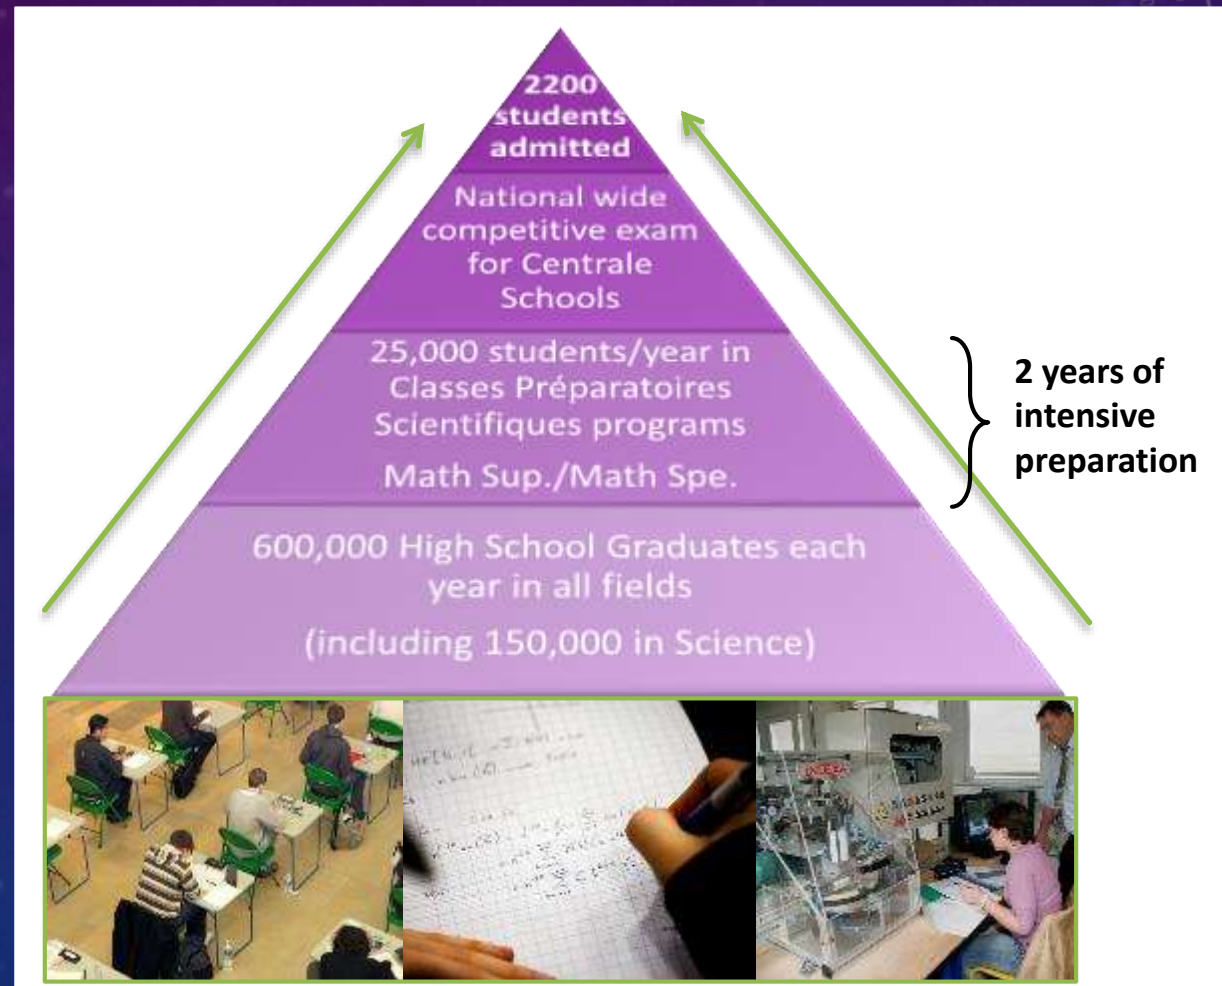 2200
students
admitted
National wide
competitive exam
for Centrale
Schools
25,000 students/year in
Classes Préparatoires
Scientifiques programs
Math Sup./Math Spe.
2 years of
intensive
preparation
600,000 High School Graduates each
year in all fields
(including 150,000 in Science)